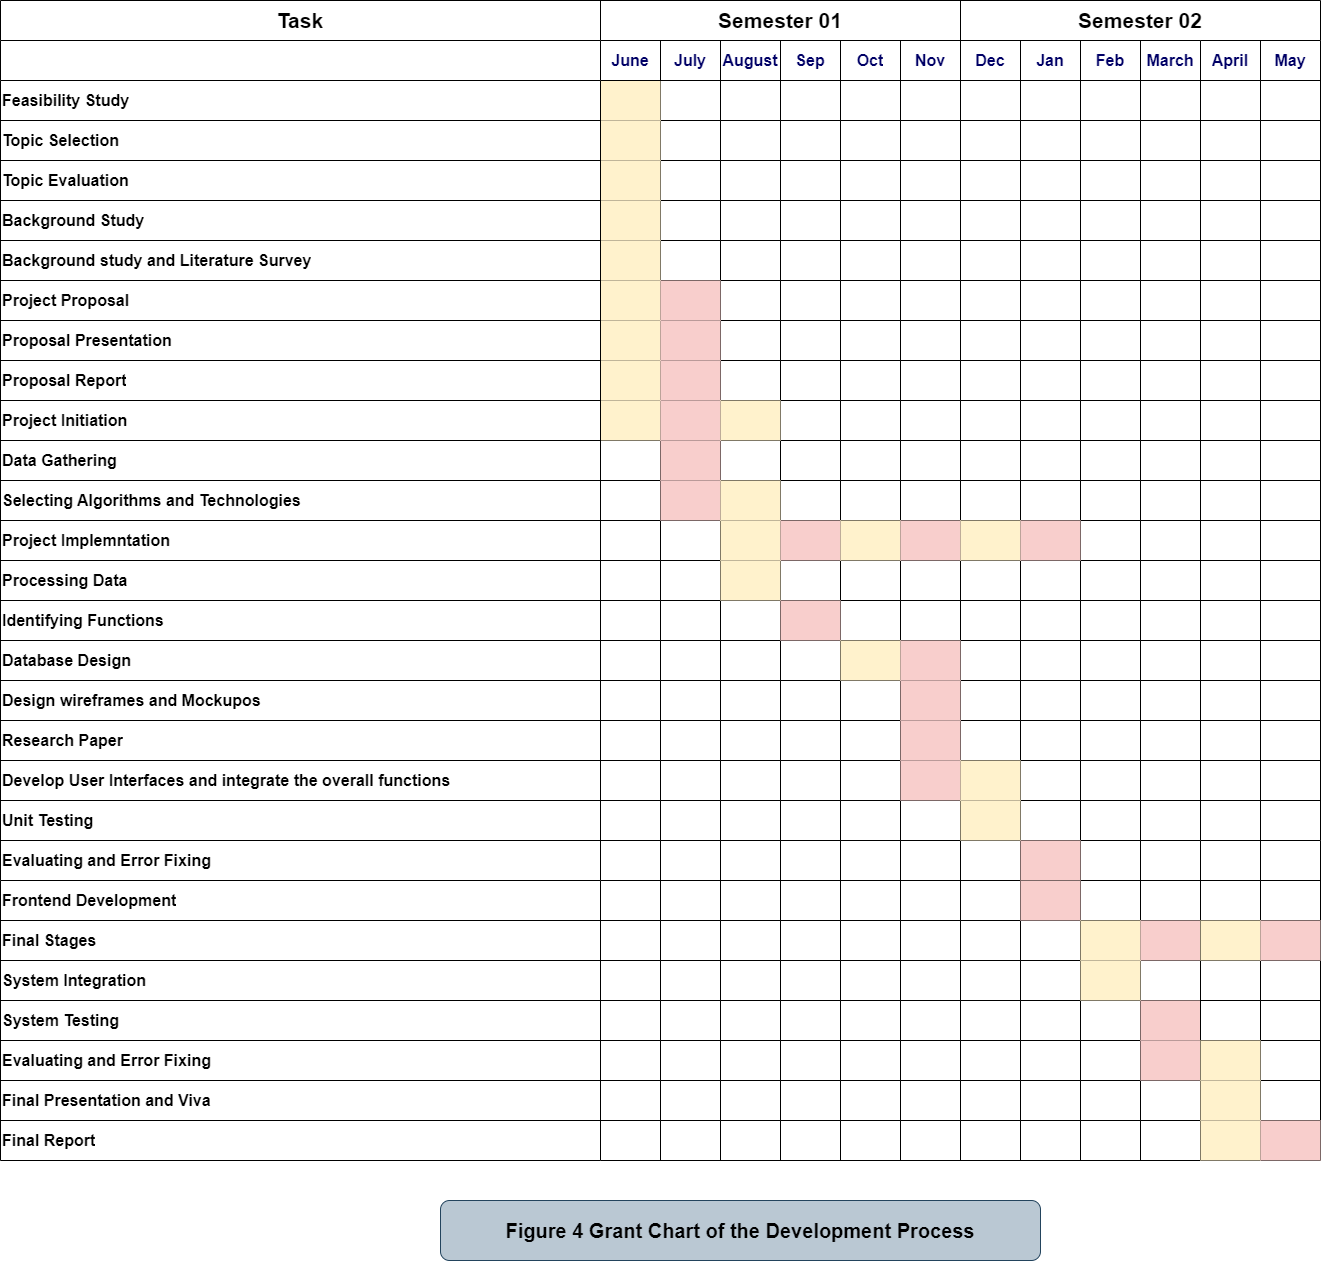 Task Semester 01 Semester 02
June July August Sep Oct Nov Dec Jan Feb March April May
Feasibility Study
Topic Selection
Topic Evaluation
Background Study
Background study and Literature Survey
Project Proposal
Proposal Presentation
Proposal Report
Project Initiation
Data Gathering
Selecting Algorithms and Technologies
Project Implemntation
Processing Data
Identifying Functions
Database Design
Design wireframes and Mockupos
Research Paper
Develop User Interfaces and integrate the overall functions
Unit Testing
Evaluating and Error Fixing
Frontend Development
Final Stages
System Integration
System Testing
Evaluating and Error Fixing
Final Presentation and Viva
Final Report
Figure 4 Grant Chart of the Development Process